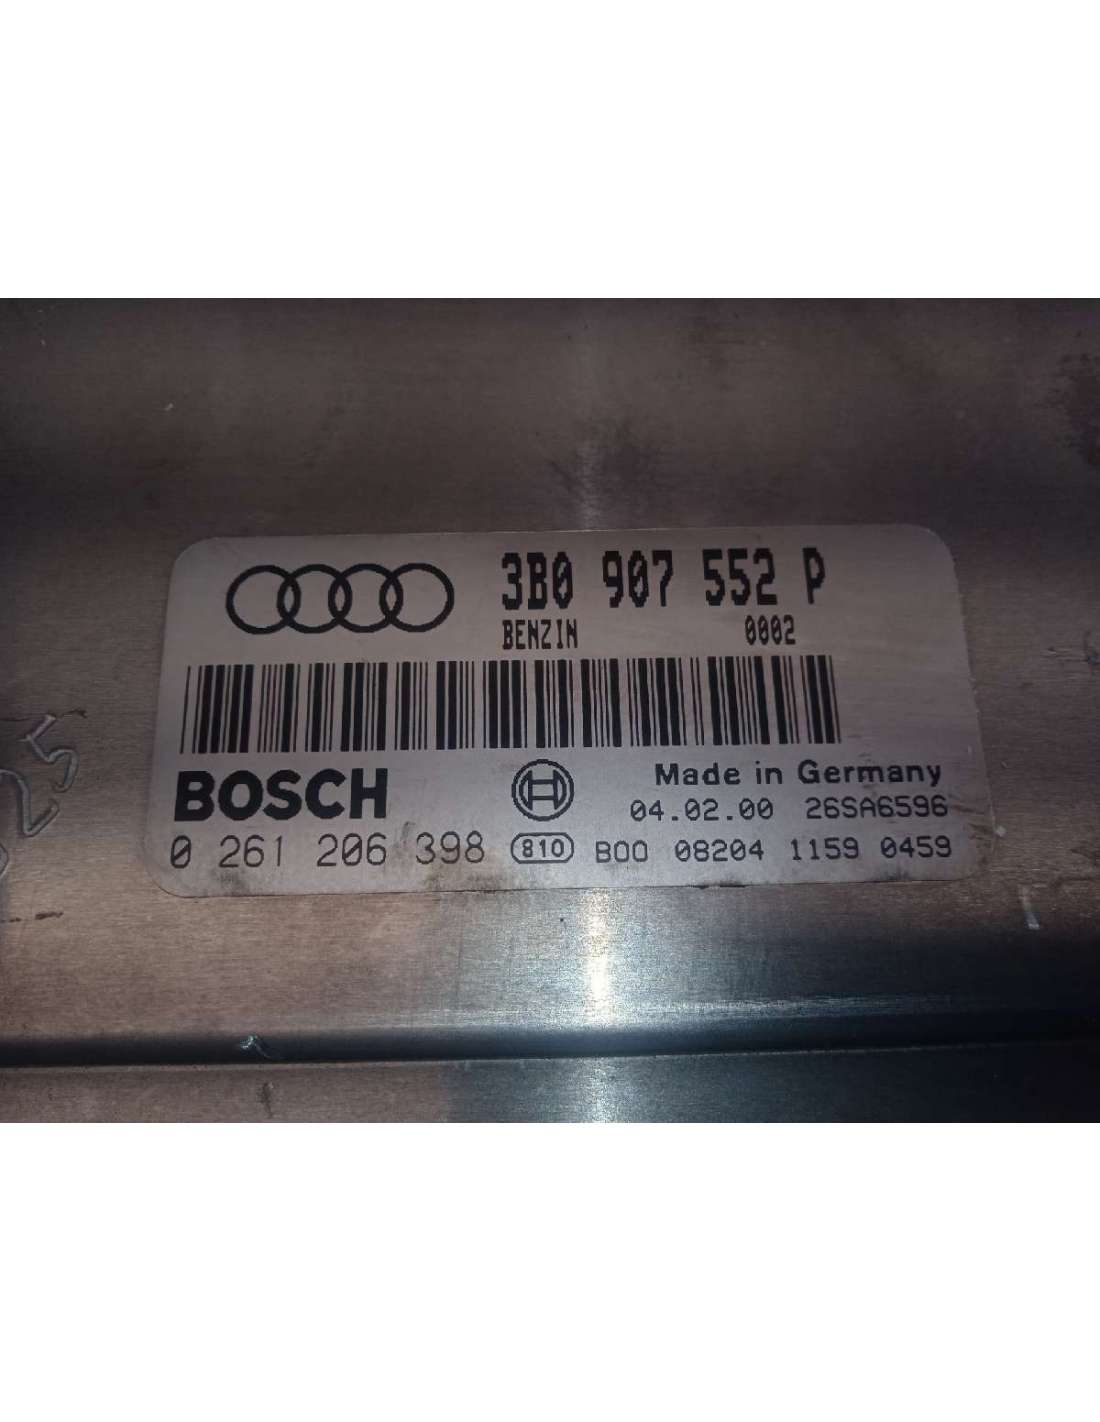 3B0 907 552 P
BENZIN 0002
BOSCH
Made in Germany
04.02.00 26SA6596
0 261 206 398 810 B00 08204 1159 0459
25